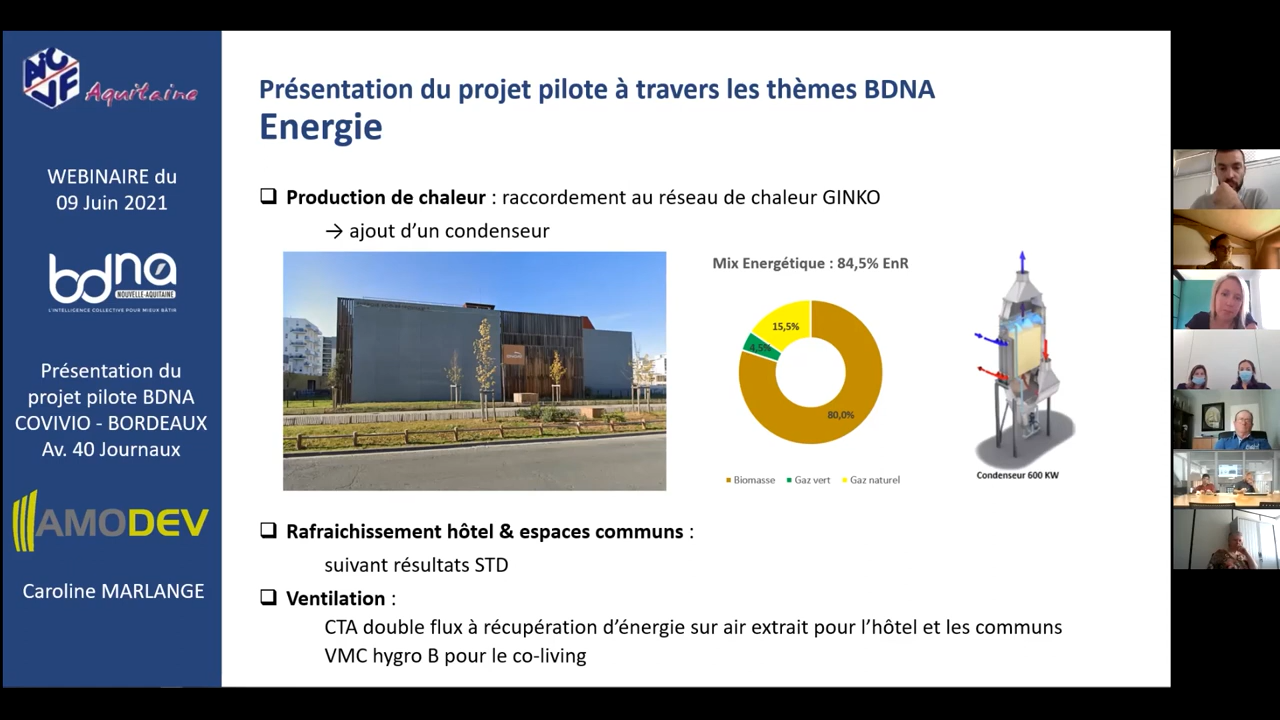 AICVF
Aquitaine
WEBINAIRE du
09 Juin 2021
bdna
NOUVELLE-AQUITAINE
L'INTELLIGENCE COLLECTIVE POUR MIEUX BÂTIR
Présentation du
projet pilote BDNA
COVIVIO - BORDEAUX
Av. 40 Journaux
AMODEV
Caroline MARLANGE
Présentation du projet pilote à travers les thèmes BDNA
Energie
Production de chaleur : raccordement au réseau de chaleur GINKO
→ ajout d'un condenseur
Mix Energétique : 84,5% EnR
15,5%
4,5%
80,0%
Biomasse Gaz vert Gaz naturel
Condenseur 600 KW
Rafraichissement hôtel & espaces communs :
suivant résultats STD
Ventilation :
CTA double flux à récupération d'énergie sur air extrait pour l'hôtel et les communs
VMC hygro B pour le co-living